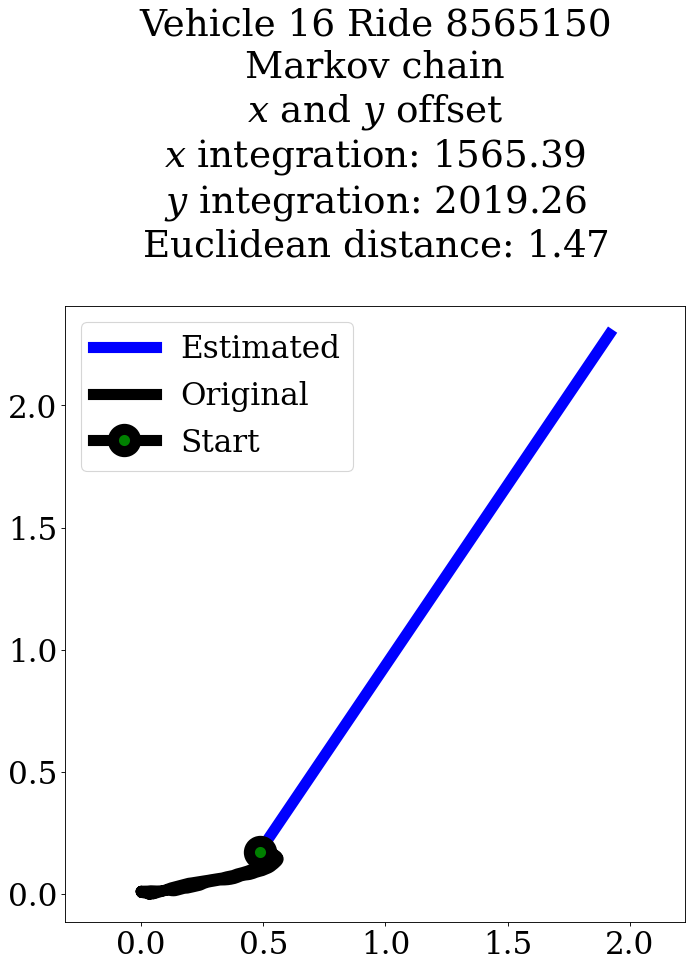 Vehicle 16 Ride 8565150
Markov chain
x and y offset
x integration: 1565.39
y integration: 2019.26
Euclidean distance: 1.47
Estimated
Original
Start
2.0
1.5
1.0
0.5
0.0
0.0 0.5 1.0 1.5 2.0